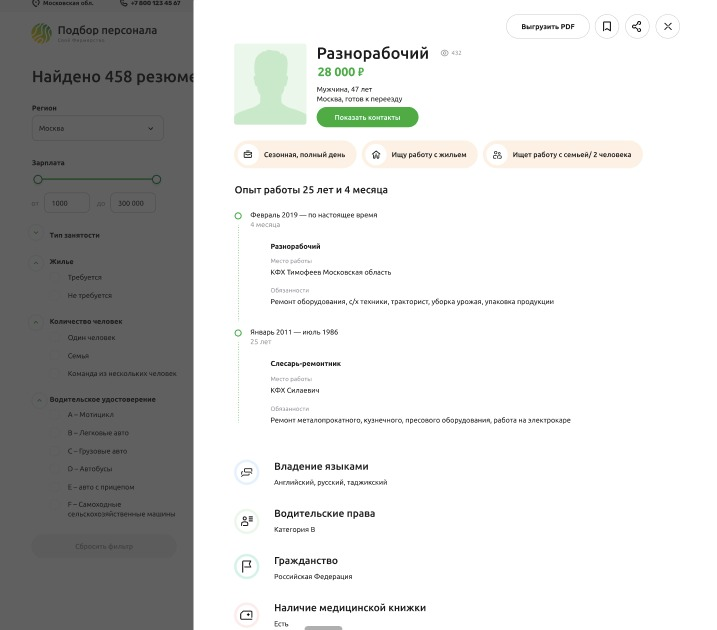 Московская обл.
+7 800 123 45 67
Подбор персонала
Найдено 458 резюме
Регион
Москва
Зарплата
от 1000 до 300 000
Тип занятости
Жилье
Требуется
Не требуется
Количество человек
Один человек
Семья
Команда из нескольких человек
Водительское удостоверение
A – Мотоцикл
B – Легковые авто
C – Грузовые авто
D – Автобусы
E – авто с прицепом
F – Самоходные
сельскохозяйственные машины
Сбросить фильтр
Выгрузить PDF
Разнорабочий 432
28 000 ₽
Мужчина, 47 лет
Москва, готов к переезду
Показать контакты
Сезонная, полный день
Ищу работу с жильем
Ищет работу с семьей/ 2 человека
Опыт работы 25 лет и 4 месяца
Февраль 2019 — по настоящее время
4 месяца
Разнорабочий
Место работы
КФХ Тимофеев Московская область
Обязанности
Ремонт оборудования, с/х техники, тракторист, уборка урожая, упаковка продукции
Январь 2011 — июль 1986
25 лет
Слесарь-ремонтник
Место работы
КФХ Силаевич
Обязанности
Ремонт металопрокатного, кузнечного, пресового оборудования, работа на электрокаре
Владение языками
Английский, русский, таджикский
Водительские права
Категория B
Гражданство
Российская Федерация
Наличие медицинской книжки
Есть